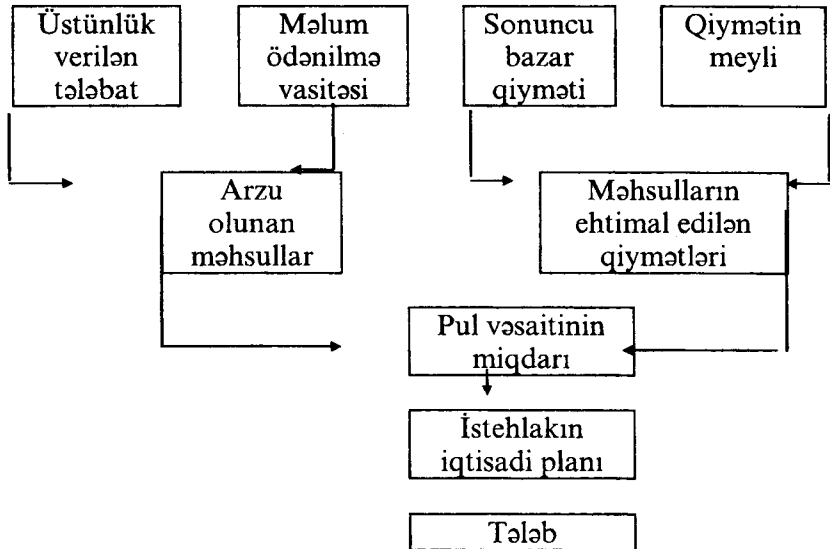 Üstünlük
verilən
tələbat
Məlum
ödənilmə
vasitəsi
Sonuncu
bazar
qiyməti
Qiymətin
meyli
Arzu
olunan
məhsullar
Məhsulların
ehtimal edilən
qiymətləri
Pul vəsaitinin
miqdarı
İstehlakın
iqtisadi planı
Tələb